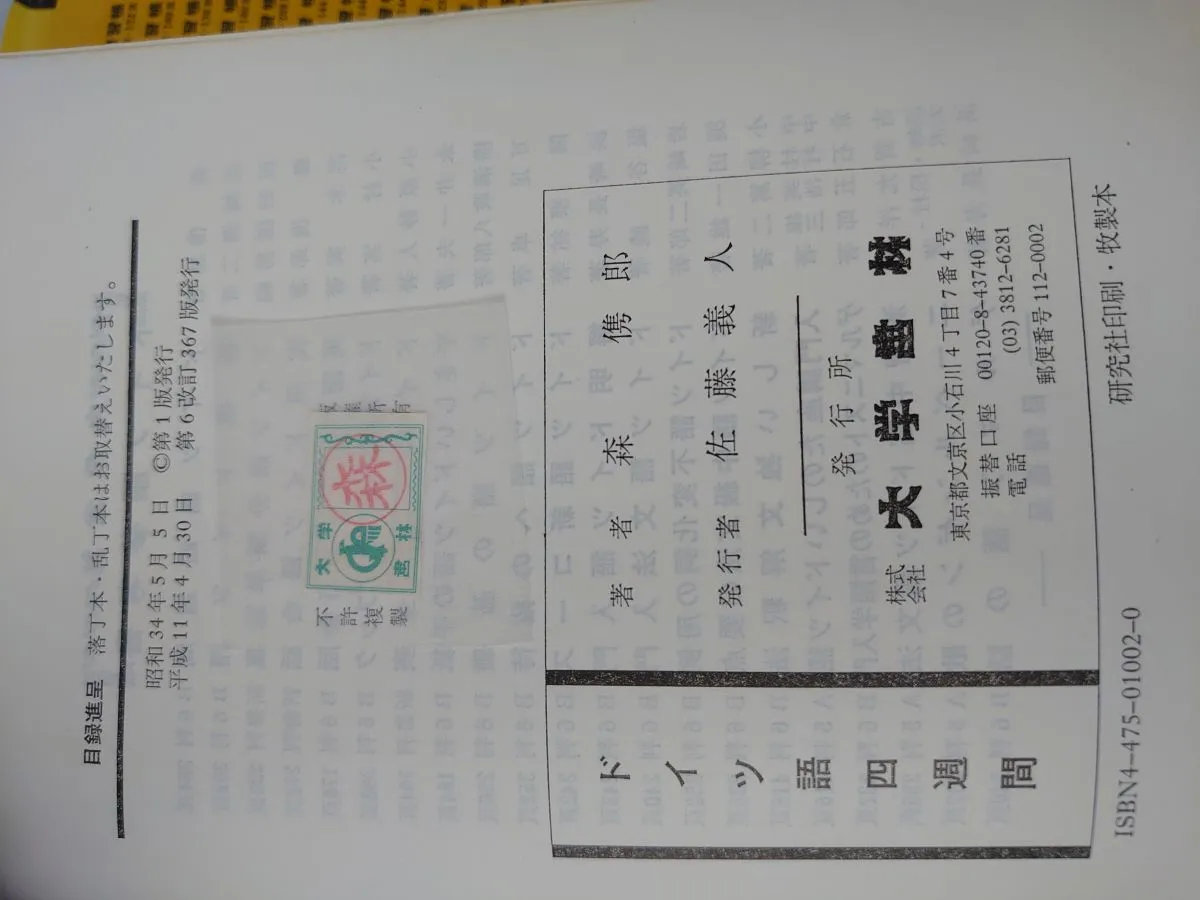 目録進呈　落丁本・乱丁本はお取替えいたします。
昭和34年5月5日　©第1版発行
平成11年4月30日　第6改訂367版発行
不許複製
大学
書林
森
著者　森　儁郎
発行者　佐藤義人
発行所
株式会社　大学書林
東京都文京区小石川4丁目7番4号
振替口座　00120-8-43740番
電話　(03) 3812-6281
郵便番号 112-0002
ドイツ語四週間
ISBN4-475-01002-0
研究社印刷・牧製本